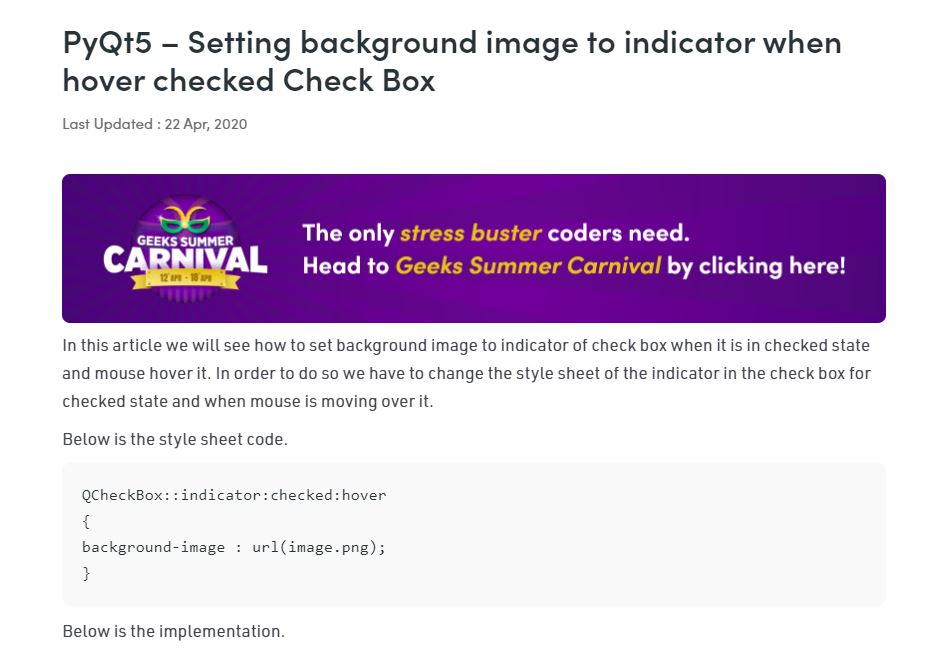 PyQt5 – Setting background image to indicator when
hover checked Check Box
Last Updated : 22 Apr, 2020
GEEKS SUMMER
CARNIVAL
12 APR - 18 APR
The only stress buster coders need.
Head to Geeks Summer Carnival by clicking here!
In this article we will see how to set background image to indicator of check box when it is in checked state
and mouse hover it. In order to do so we have to change the style sheet of the indicator in the check box for
checked state and when mouse is moving over it.
Below is the style sheet code.
QCheckBox::indicator:checked:hover
{
background-image : url(image.png);
}
Below is the implementation.